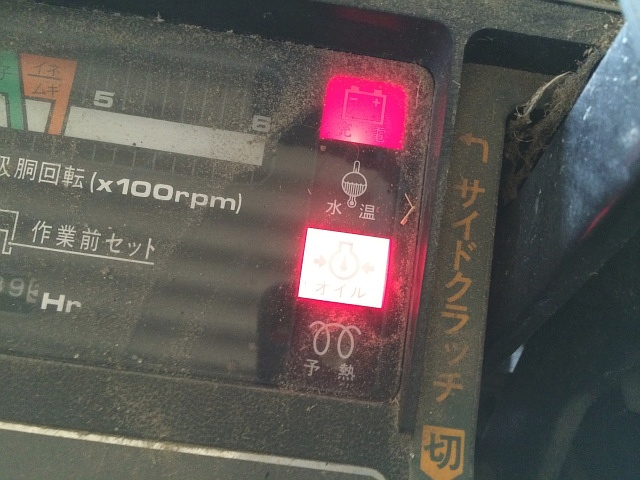 イネ
ムギ
5
6
胴回転(x100rpm)
作業前セット
Hr
充電
水温
オイル
予熱
サイドクラッチ
切